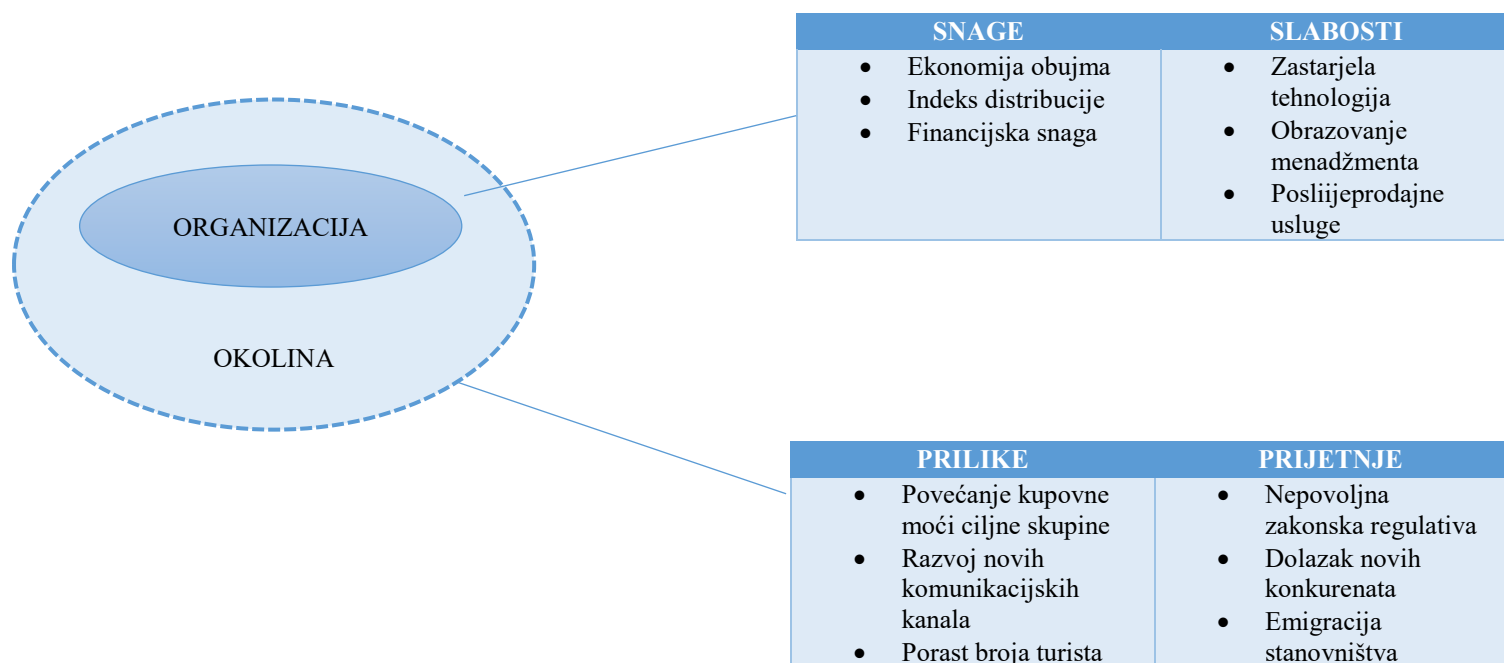 SNAGE
SLABOSTI
• Ekonomija obujma
• Indeks distribucije
• Financijska snaga
• Zastarjela
tehnologija
• Obrazovanje
menadžmenta
• Posliijeprodajne
usluge
ORGANIZACIJA
OKOLINA
PRILIKE
PRIJETNJE
• Povećanje kupovne
moći ciljne skupine
• Razvoj novih
komunikacijskih
kanala
• Porast broja turista
• Nepovoljna
zakonska regulativa
• Dolazak novih
konkurenata
• Emigracija
stanovništva